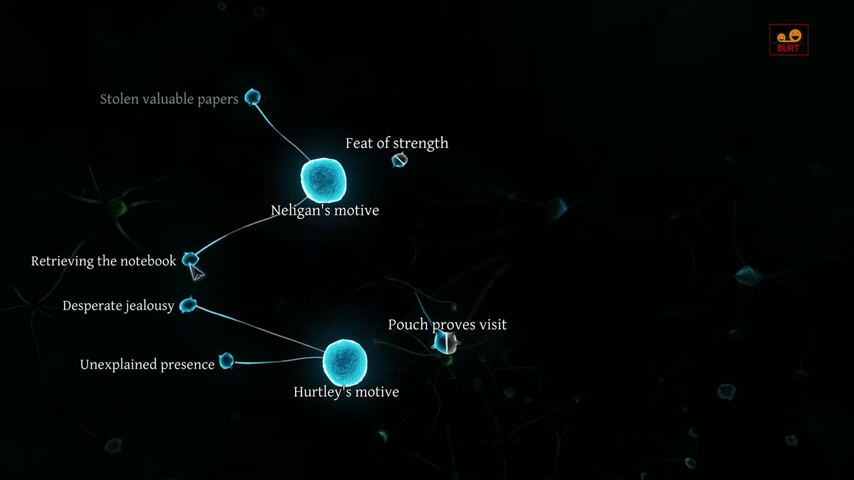 BURT
Stolen valuable papers
Feat of strength
Neligan's motive
Retrieving the notebook
Desperate jealousy
Pouch proves visit
Unexplained presence
Hurtley's motive